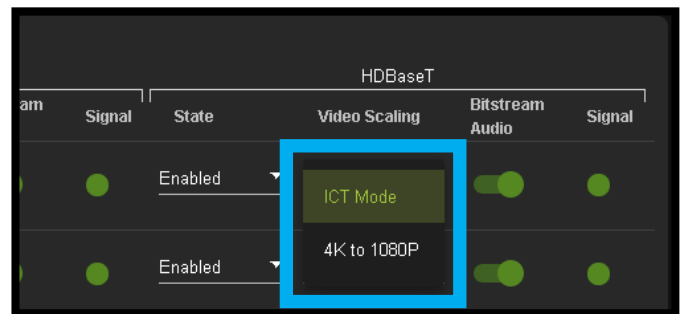 HDBaseT
am Signal State Video Scaling Bitstream Audio Signal
Enabled ICT Mode
Enabled 4K to 1080P